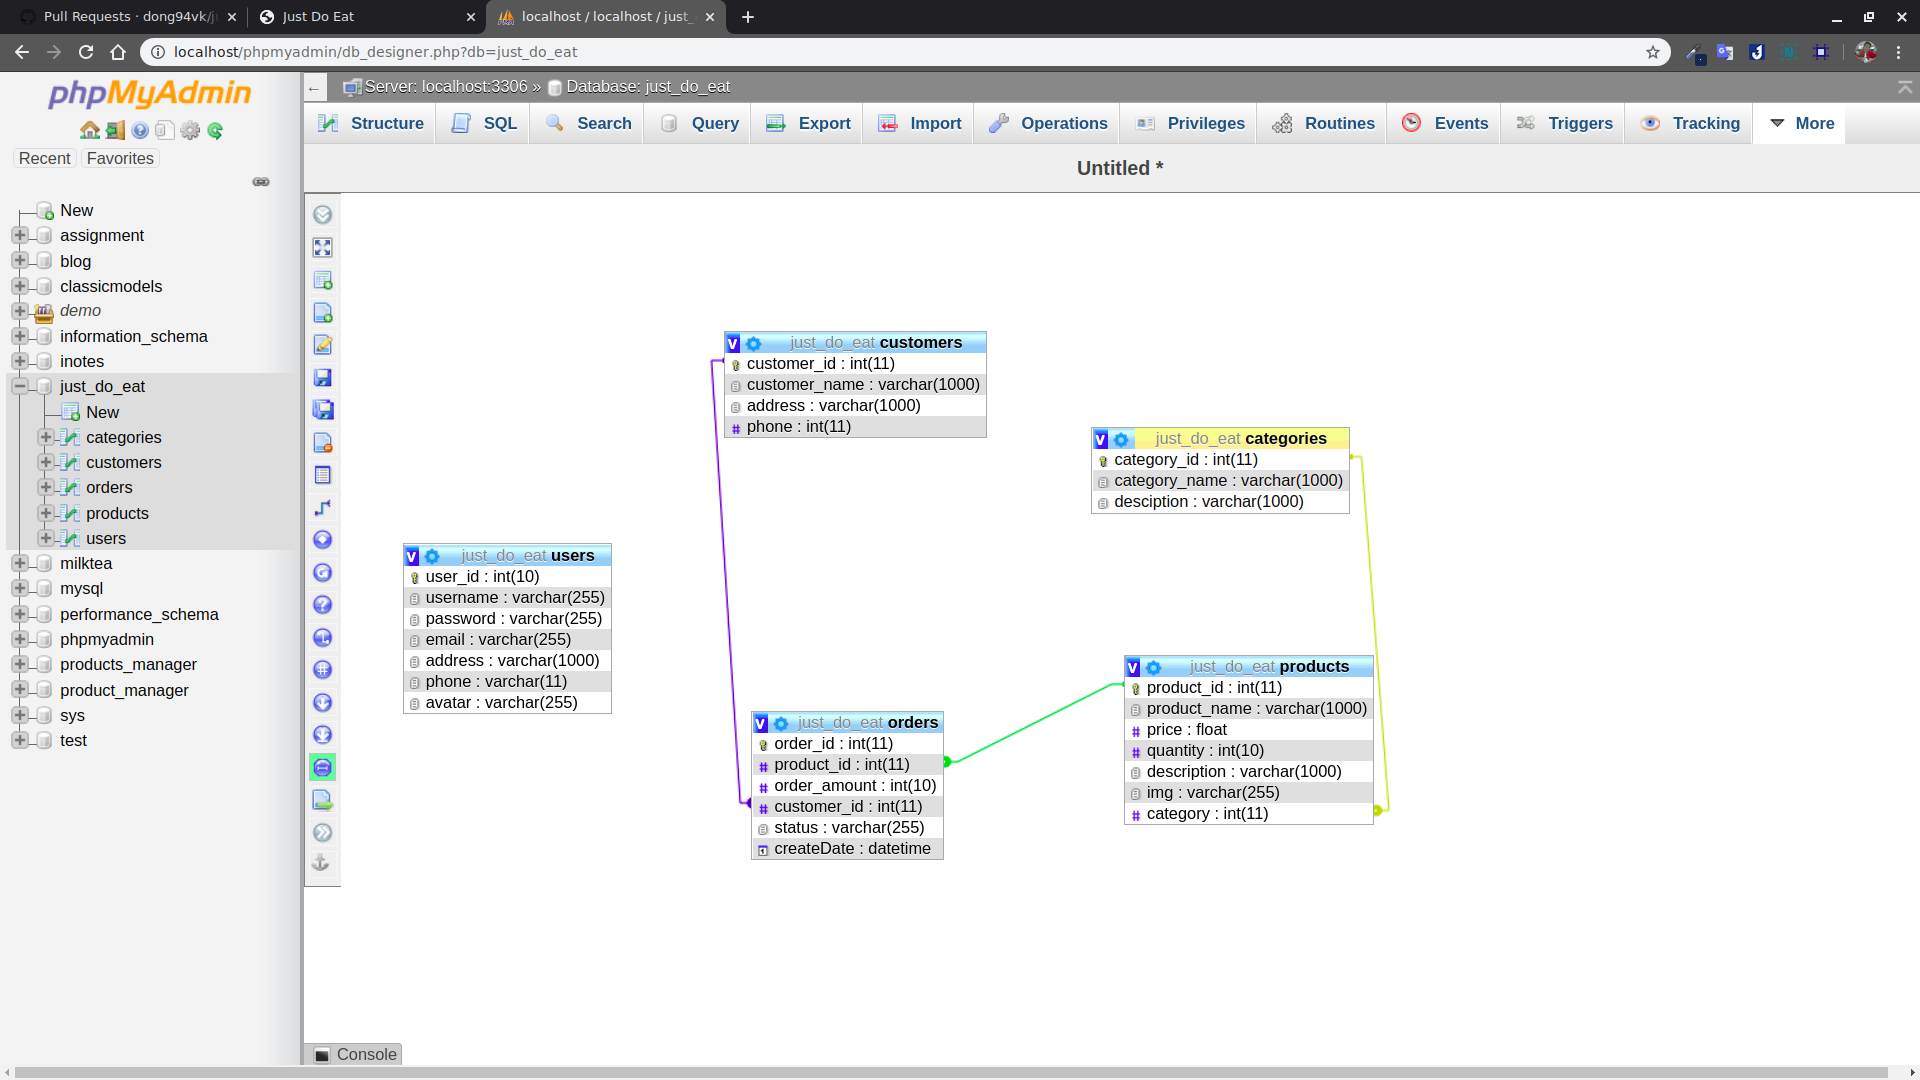 Pull Requests · dong94vk/ju
Just Do Eat
localhost / localhost / just_
localhost/phpmyadmin/db_designer.php?db=just_do_eat
phpMyAdmin
Recent
Favorites
New
assignment
blog
classicmodels
demo
information_schema
inotes
just_do_eat
New
categories
customers
orders
products
users
milktea
mysql
performance_schema
phpmyadmin
products_manager
product_manager
sys
test
Server: localhost:3306 » Database: just_do_eat
Structure
SQL
Search
Query
Export
Import
Operations
Privileges
Routines
Events
Triggers
Tracking
More
Untitled *
v just_do_eat customers
customer_id : int(11)
customer_name : varchar(1000)
address : varchar(1000)
# phone : int(11)
v just_do_eat categories
category_id : int(11)
category_name : varchar(1000)
desciption : varchar(1000)
v just_do_eat users
user_id : int(10)
username : varchar(255)
password : varchar(255)
email : varchar(255)
address : varchar(1000)
phone : varchar(11)
avatar : varchar(255)
v just_do_eat products
product_id : int(11)
product_name : varchar(1000)
# price : float
# quantity : int(10)
description : varchar(1000)
img : varchar(255)
# category : int(11)
v just_do_eat orders
order_id : int(11)
# product_id : int(11)
# order_amount : int(10)
# customer_id : int(11)
status : varchar(255)
createDate : datetime
Console